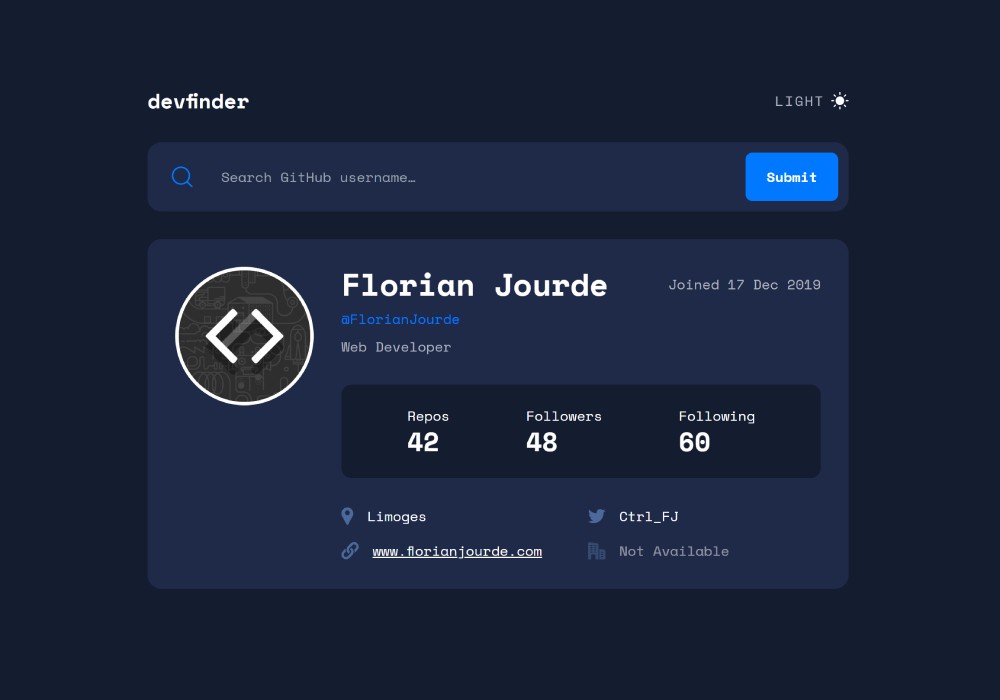 devfinder
LIGHT
Search GitHub username…
Submit
Florian Jourde
Joined 17 Dec 2019
@FlorianJourde
Web Developer
Repos
42
Followers
48
Following
60
Limoges
Ctrl_FJ
www.florianjourde.com
Not Available